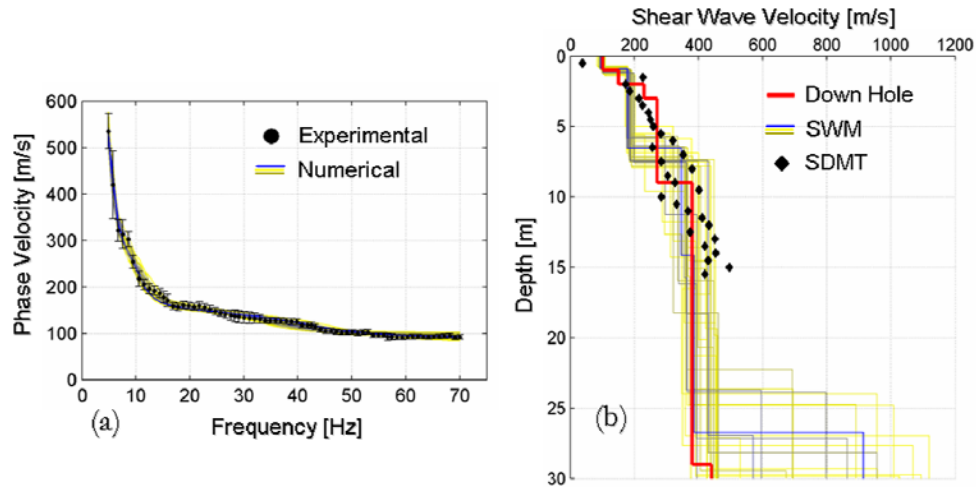 600
500
400
300
200
100
0
Phase Velocity [m/s]
Experimental
Numerical
0 10 20 30 40 50 60 70
Frequency [Hz]
(a)
Shear Wave Velocity [m/s]
0 200 400 600 800 1000 1200
0
5
10
15
20
25
30
Depth [m]
Down Hole
SWM
SDMT
(b)